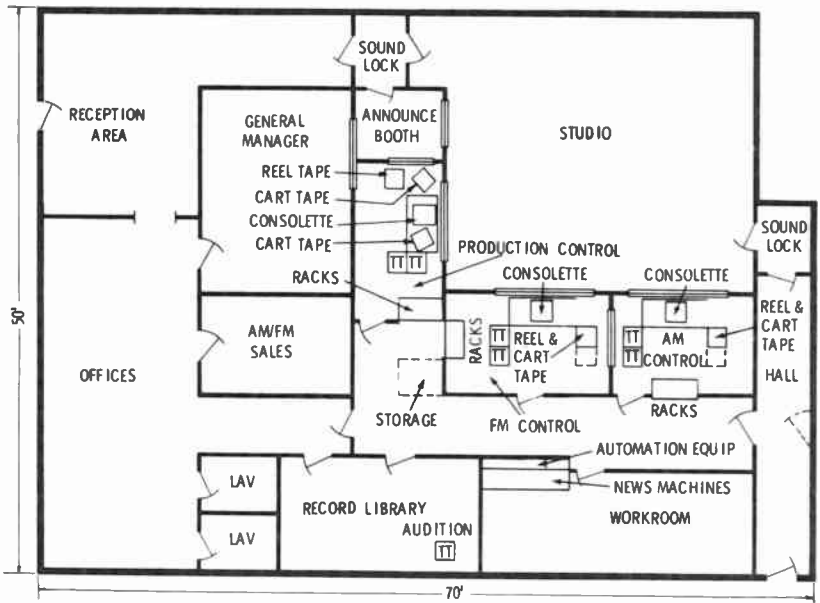 SOUND
LOCK
RECEPTION
AREA
GENERAL
MANAGER
ANNOUNCE
BOOTH
STUDIO
REEL TAPE
CART TAPE
CONSOLETTE
CART TAPE
TT TT
RACKS
PRODUCTION CONTROL
SOUND
LOCK
CONSOLETTE
CONSOLETTE
50'
AM/FM
SALES
OFFICES
RACKS
TT
TT
REEL &
CART
TAPE
TT
TT
AM
CONTROL
REEL &
CART
TAPE
HALL
STORAGE
FM CONTROL
RACKS
AUTOMATION EQUIP
NEWS MACHINES
WORKROOM
LAV
LAV
RECORD LIBRARY
AUDITION
TT
70'